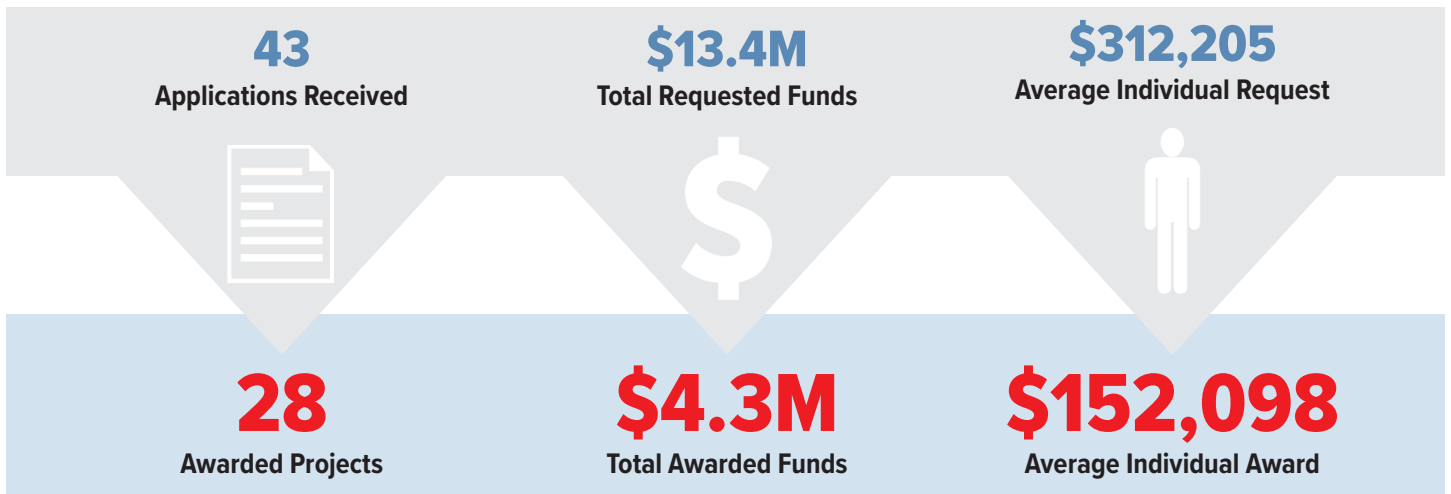 43
Applications Received
$13.4M
Total Requested Funds
$312,205
Average Individual Request
$
28
Awarded Projects
$4.3M
Total Awarded Funds
$152,098
Average Individual Award